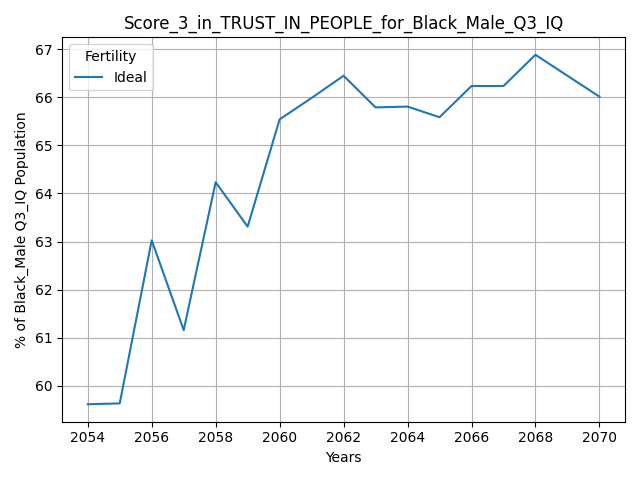 Score_3_in_TRUST_IN_PEOPLE_for_Black_Male_Q3_IQ
Fertility
Ideal
% of Black_Male Q3_IQ Population
67
66
65
64
63
62
61
60
2054 2056 2058 2060 2062 2064 2066 2068 2070
Years